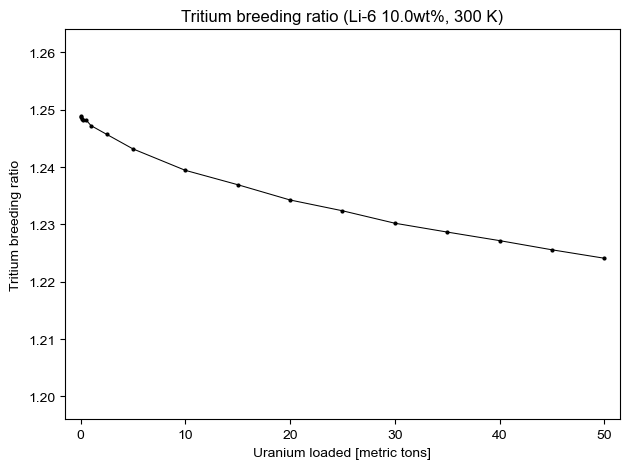 Tritium breeding ratio (Li-6 10.0wt%, 300 K)
Tritium breeding ratio
1.26
1.25
1.24
1.23
1.22
1.21
1.20
0 10 20 30 40 50
Uranium loaded [metric tons]